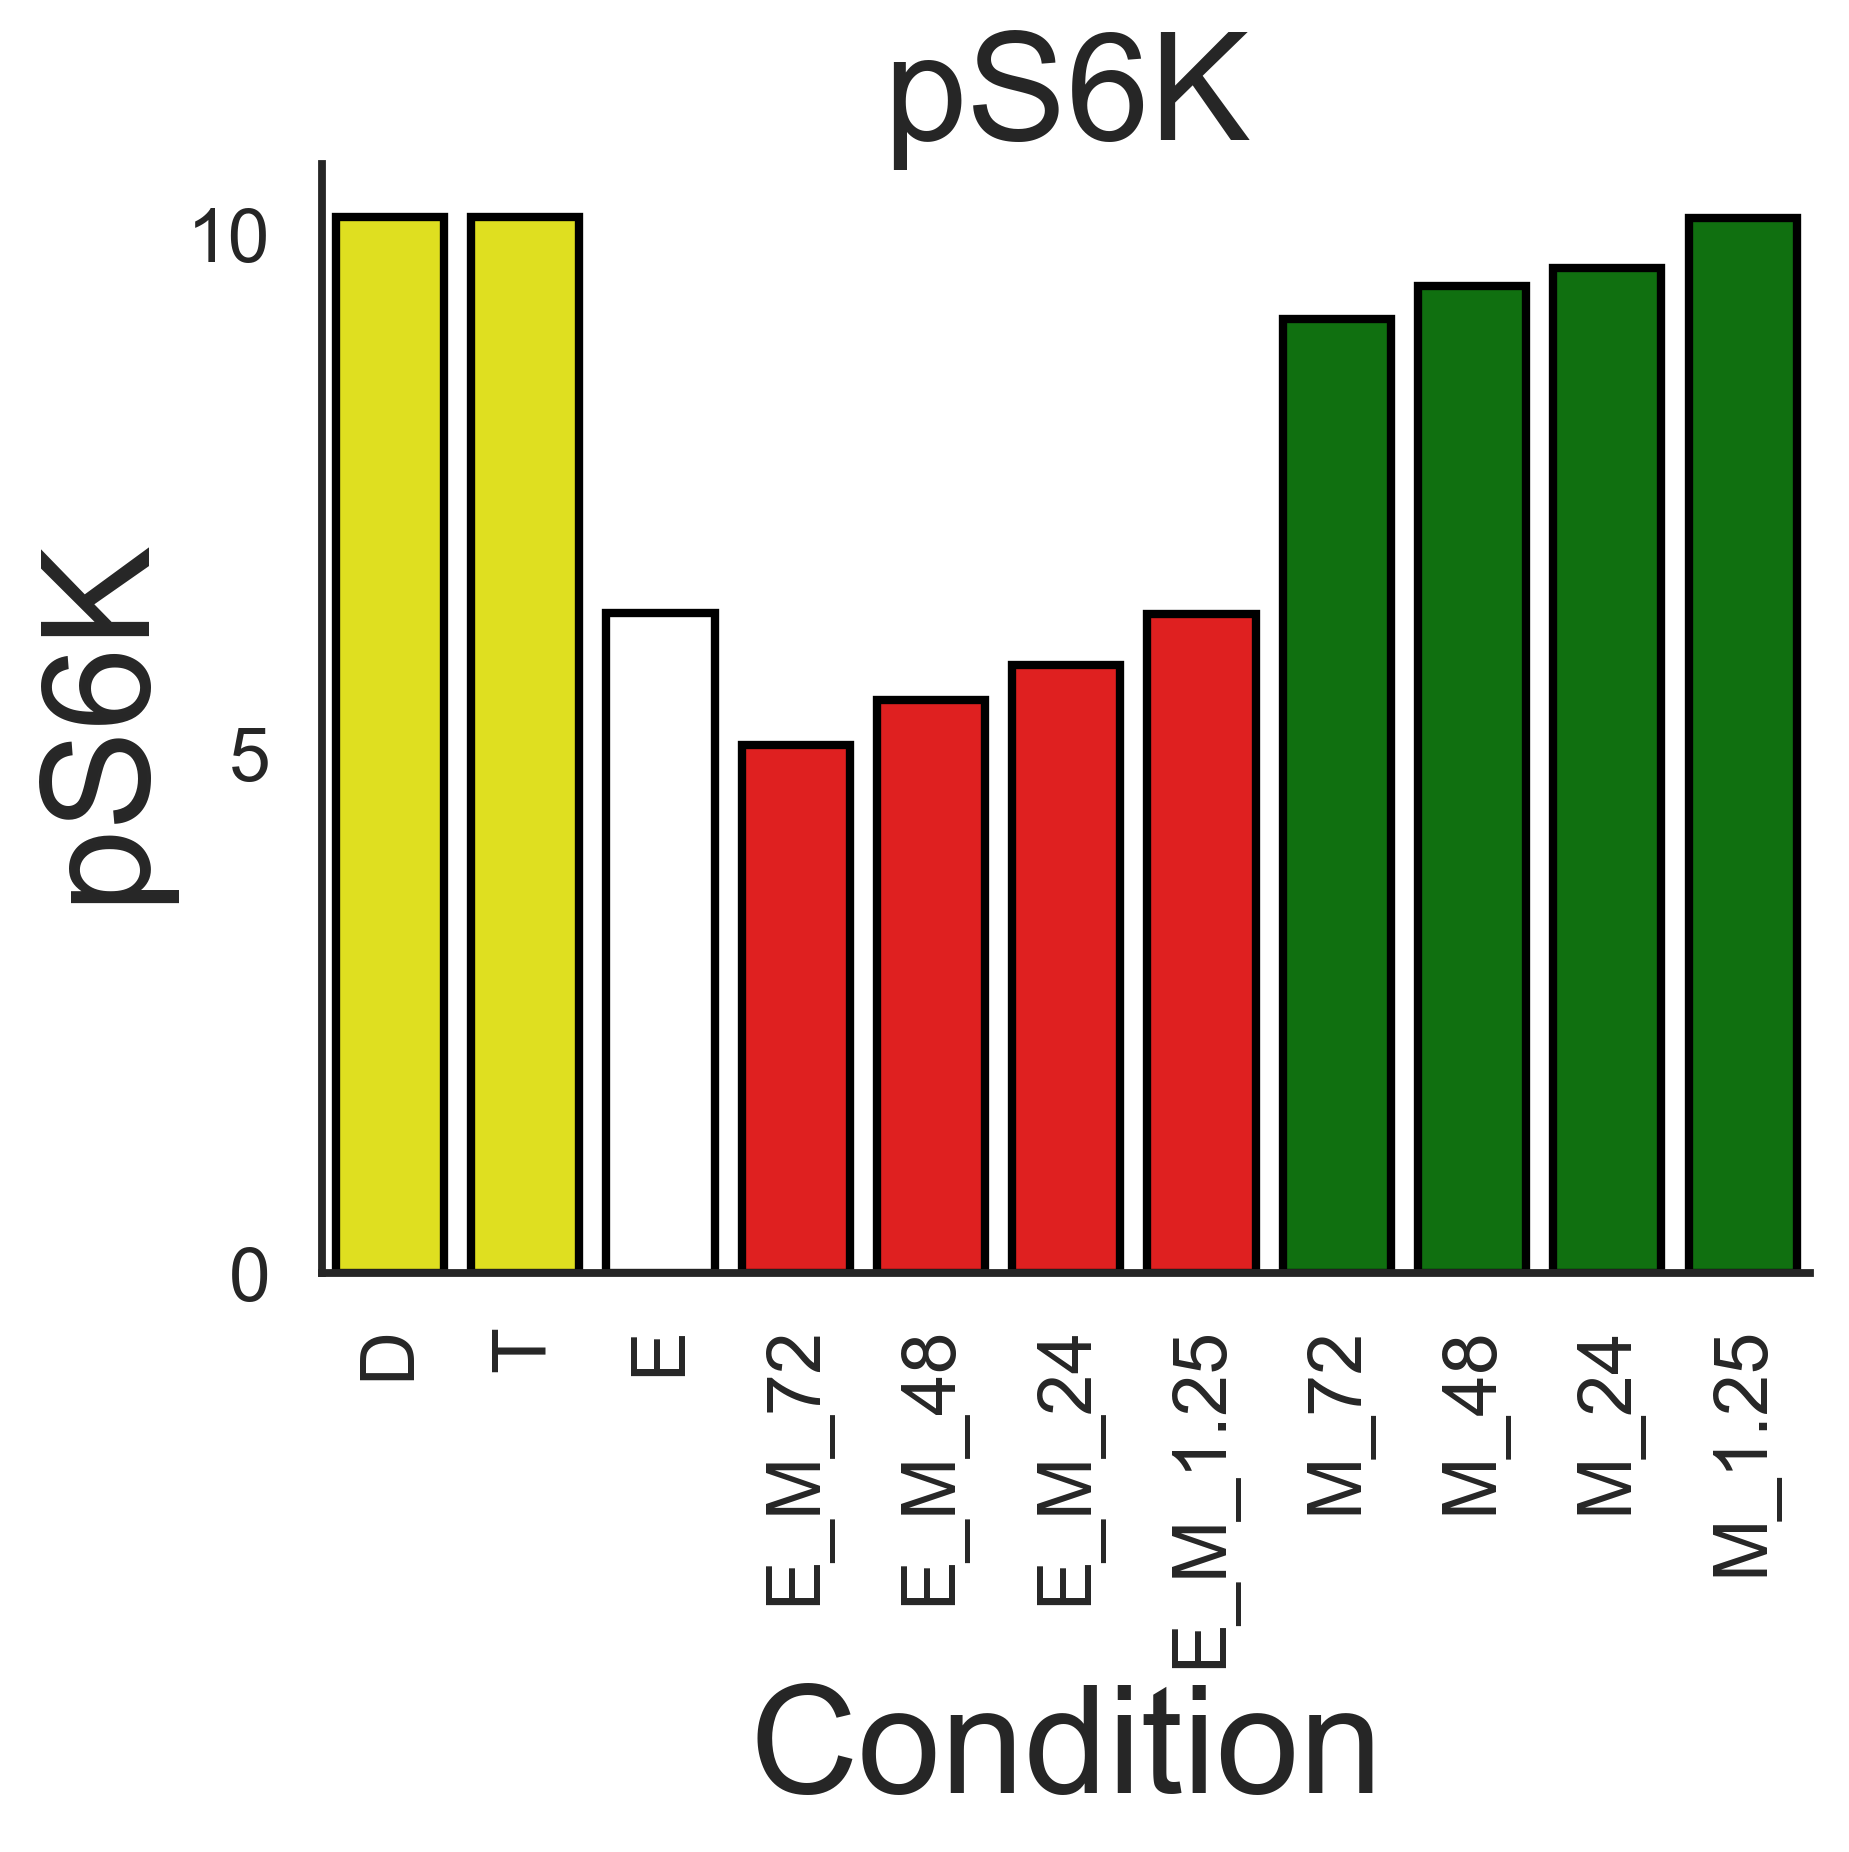 pS6K
pS6K
10
5
0
D
T
E
E_M_72
E_M_48
E_M_24
E_M_1.25
M_72
M_48
M_24
M_1.25
Condition